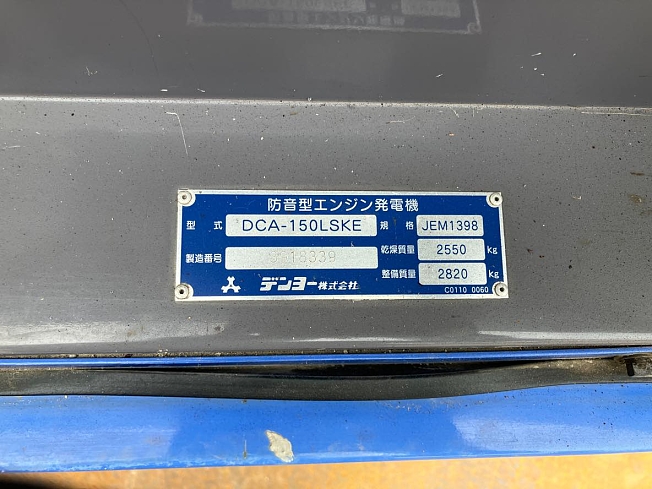 防音型エンジン発電機
型式 DCA-150LSKE 規格 JEM1398
製造番号 18339 乾燥質量 2550 kg
整備質量 2820 kg
デンヨー株式会社 C0110 0060